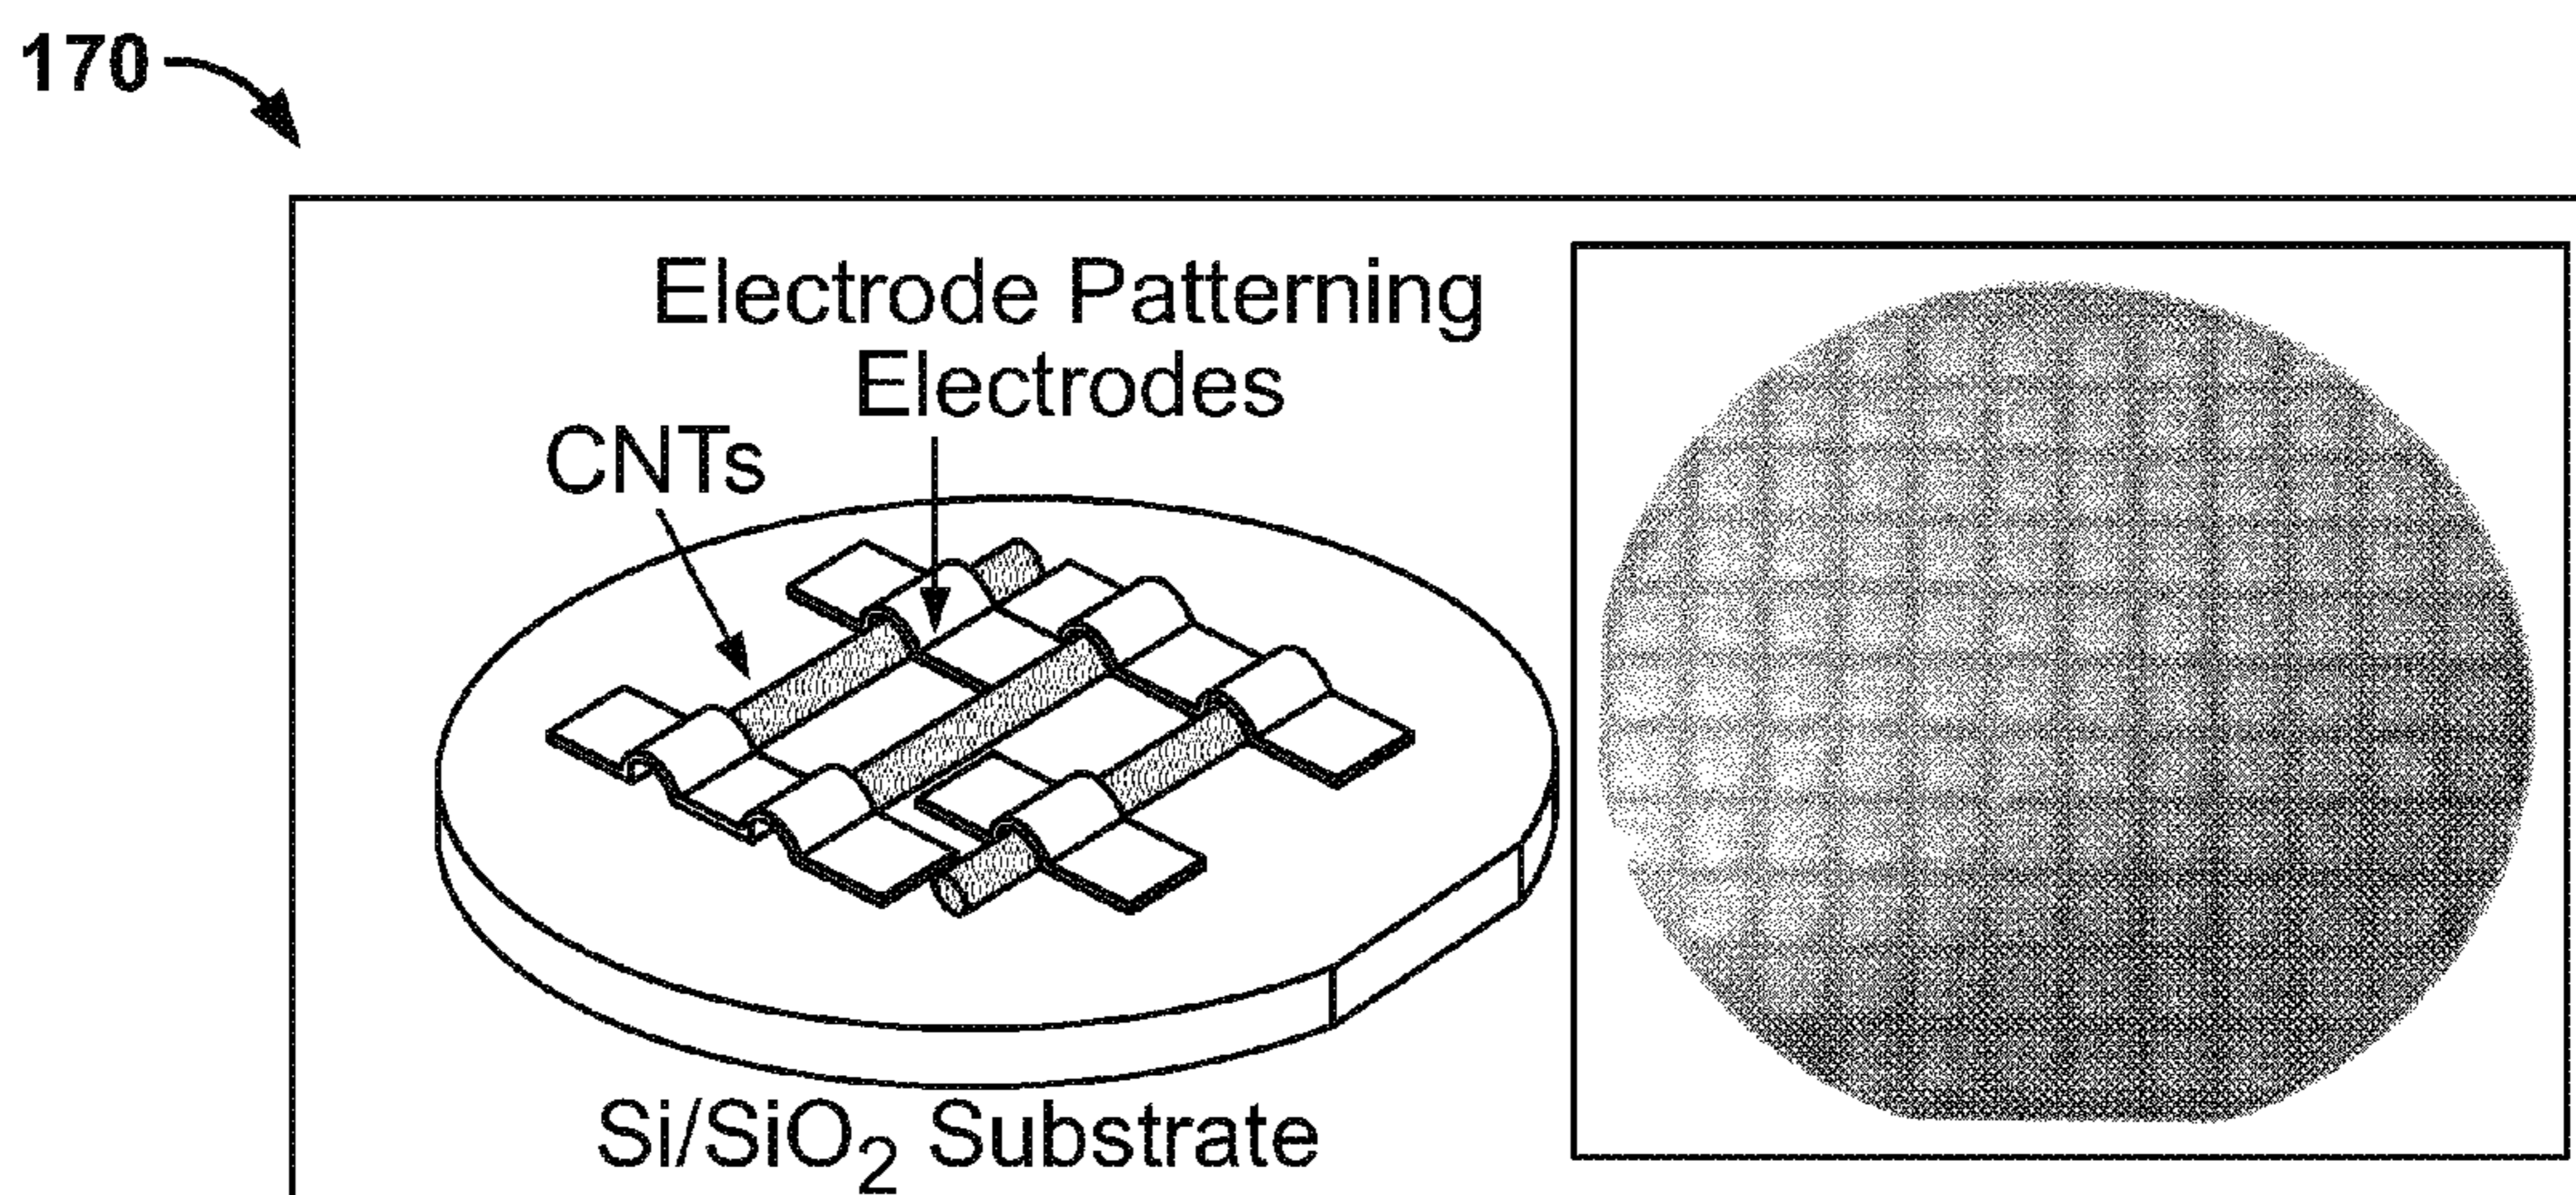 170
Electrode Patterning
Electrodes
CNTs
Si/SiO₂ Substrate